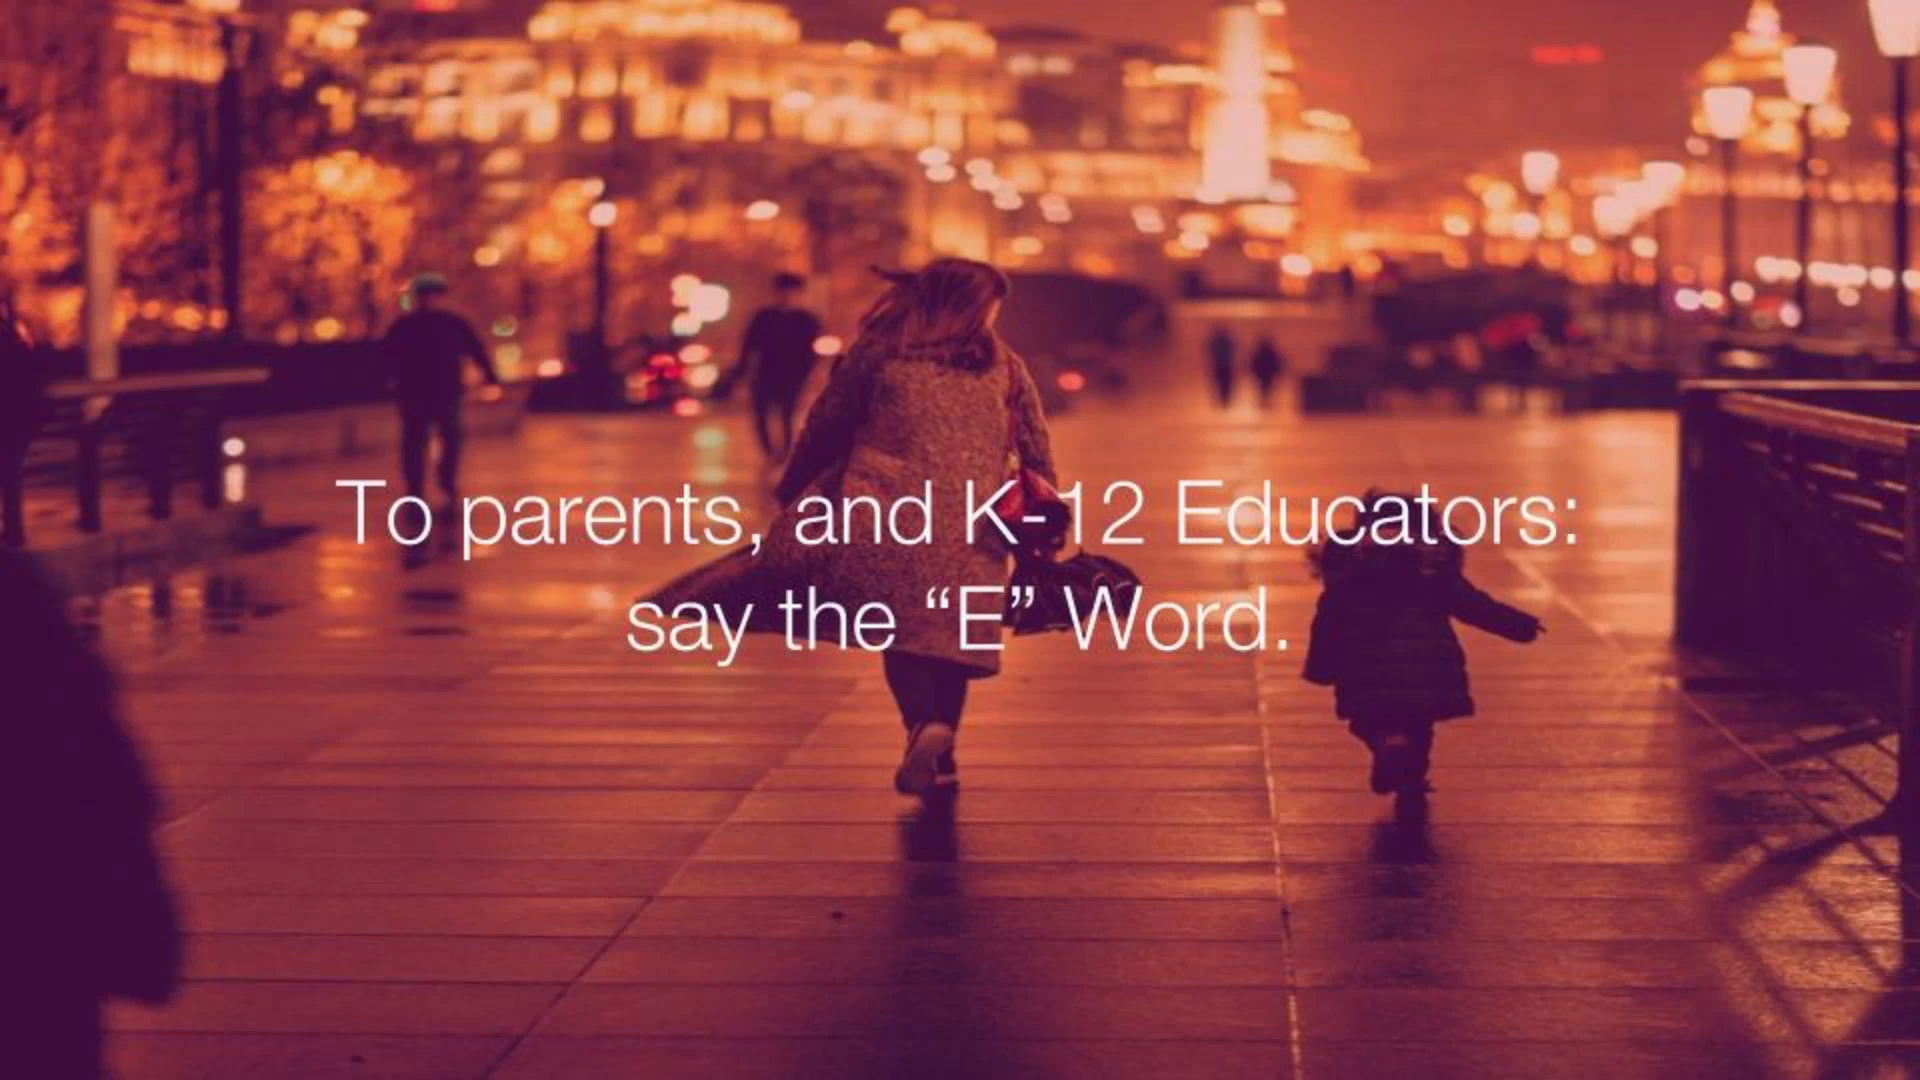 To parents, and K-12 Educators:
say the “E” Word.